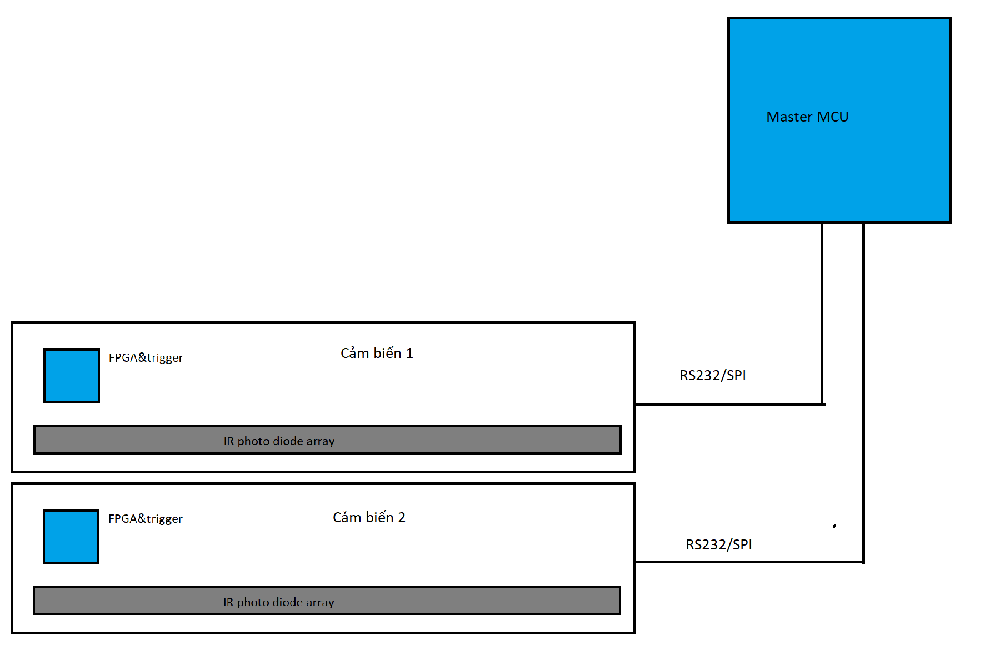 Master MCU
FPGA&trigger
Cảm biến 1
RS232/SPI
IR photo diode array
FPGA&trigger
Cảm biến 2
RS232/SPI
IR photo diode array